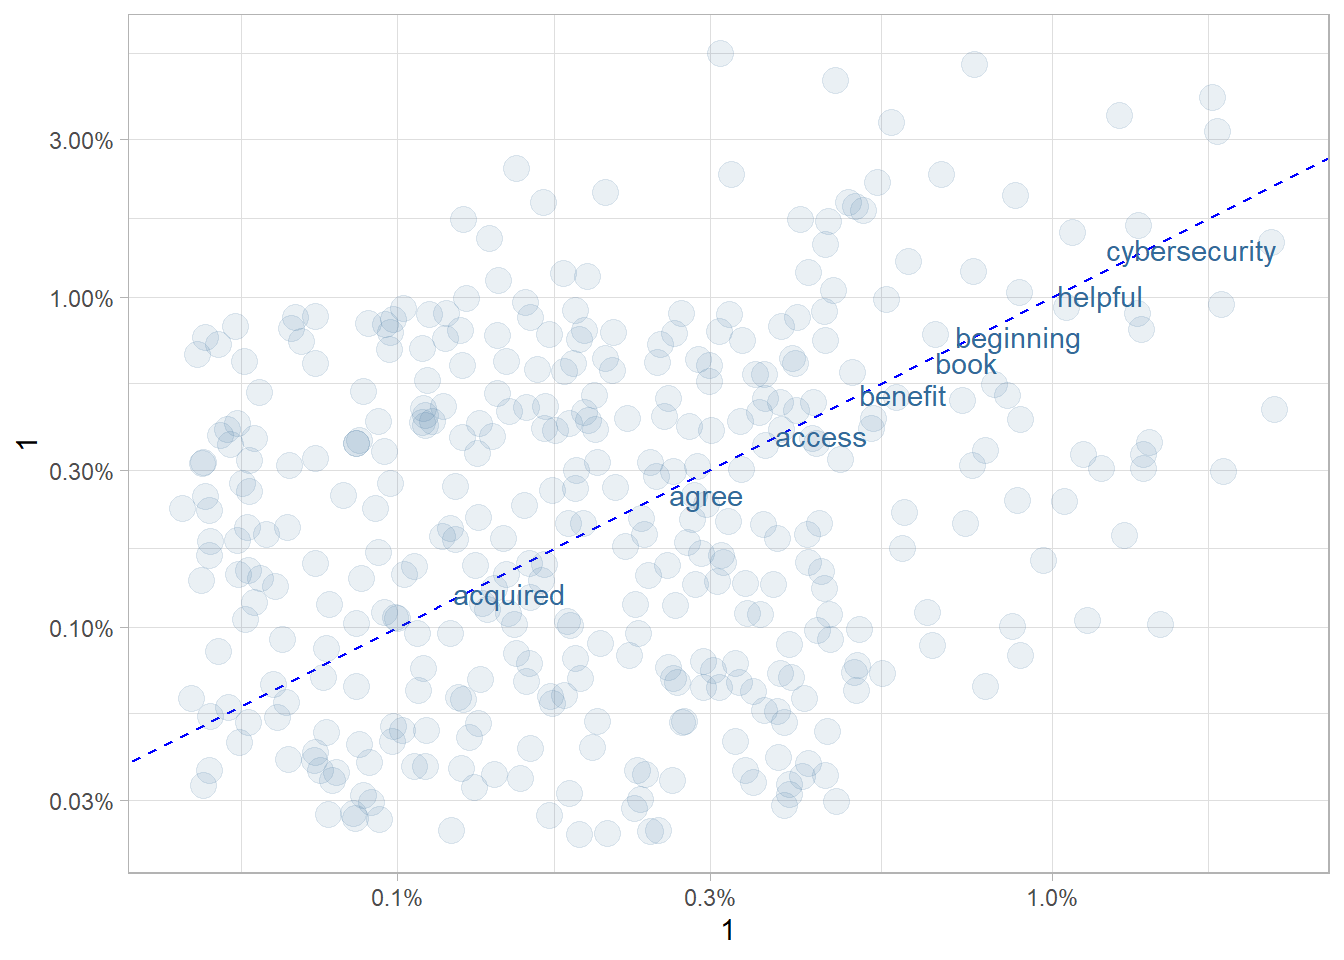 3.00%
cybersecurity
1.00%
helpful
beginning
book
benefit
1
access
0.30%
agree
acquired
0.10%
0.03%
0.1%
0.3%
1.0%
1